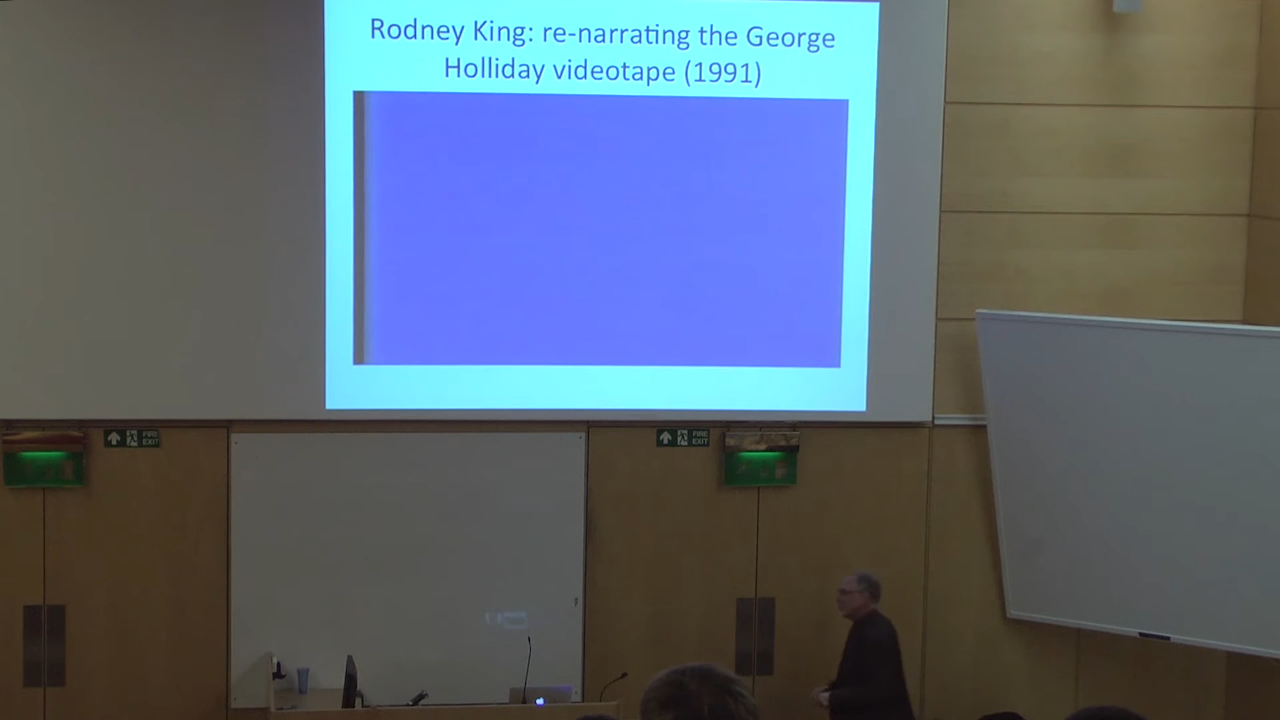 Rodney King: re-narrating the George
Holliday videotape (1991)
FIRE
EXIT
FIRE
EXIT